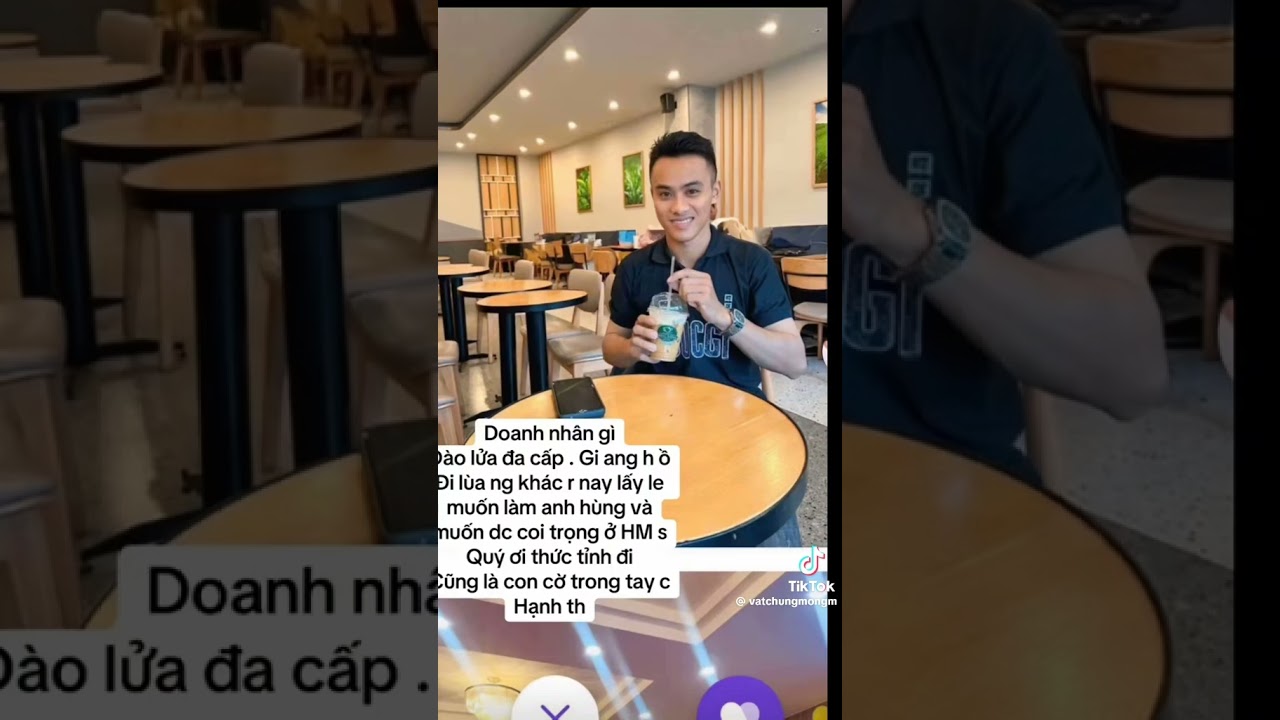 Doanh nhân gì
Dào lửa đa cấp . Gi ang h ồ
Đi lùa ng khác r nay lấy le
muốn làm anh hùng và
muốn dc coi trọng ở HM s
Quý ơi thức tỉnh đi
Cũng là con cờ trong tay c
Hạnh th
TikTok
@ vatchungmongm
Doanh nhâ
Dào lửa đa cấp .